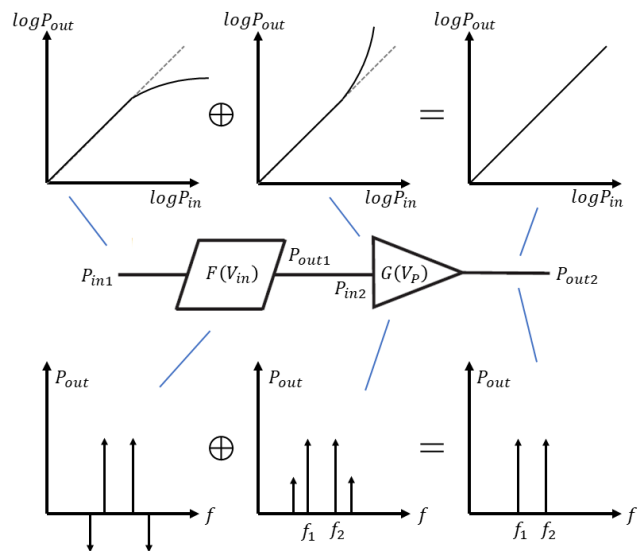 logP_out logP_out logP_out
⊕ =
logP_in logP_in logP_in
P_in1 F(V_in) P_out1 P_in2 G(V_P) P_out2
P_out P_out P_out
⊕ =
f f_1 f_2 f f_1 f_2 f